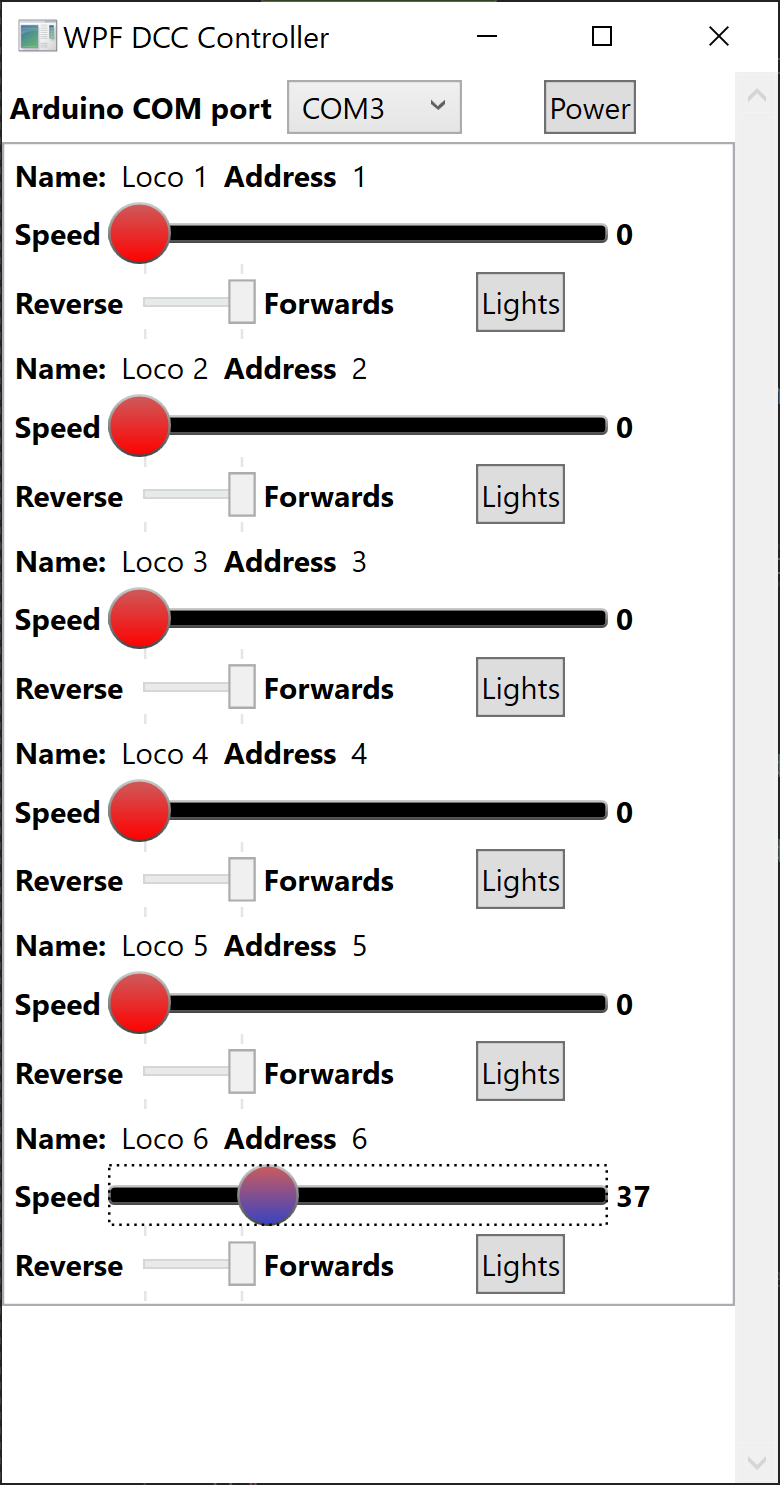 WPF DCC Controller
Arduino COM port COM3 Power
Name: Loco 1 Address 1
Speed 0
Reverse Forwards Lights
Name: Loco 2 Address 2
Speed 0
Reverse Forwards Lights
Name: Loco 3 Address 3
Speed 0
Reverse Forwards Lights
Name: Loco 4 Address 4
Speed 0
Reverse Forwards Lights
Name: Loco 5 Address 5
Speed 0
Reverse Forwards Lights
Name: Loco 6 Address 6
Speed 37
Reverse Forwards Lights